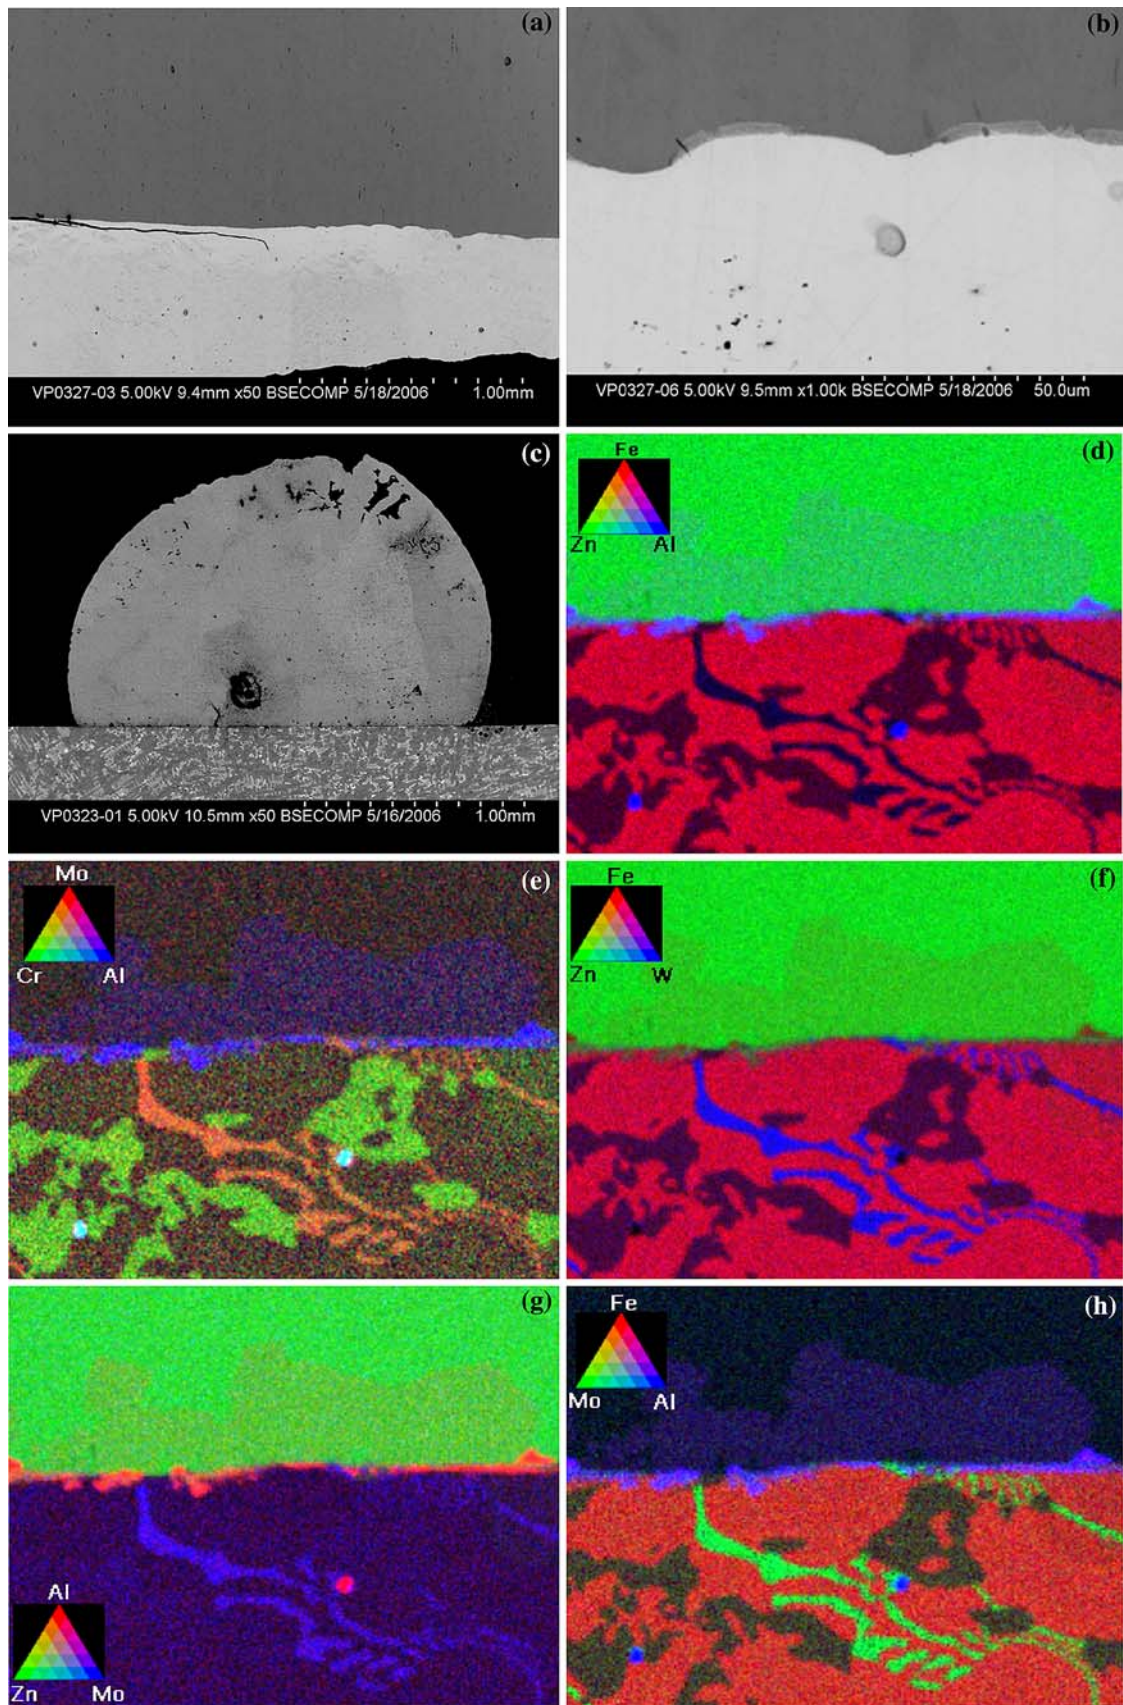 (a)
VP0327-03 5.00kV 9.4mm x50 BSECOMP 5/18/2006 1.00mm
(b)
VP0327-06 5.00kV 9.5mm x1.00k BSECOMP 5/18/2006 50.0um
(c)
VP0323-01 5.00kV 10.5mm x50 BSECOMP 5/16/2006 1.00mm
(d)
Fe
Zn Al
(e)
Mo
Cr Al
(f)
Fe
Zn W
(g)
Al
Zn Mo
(h)
Fe
Mo Al